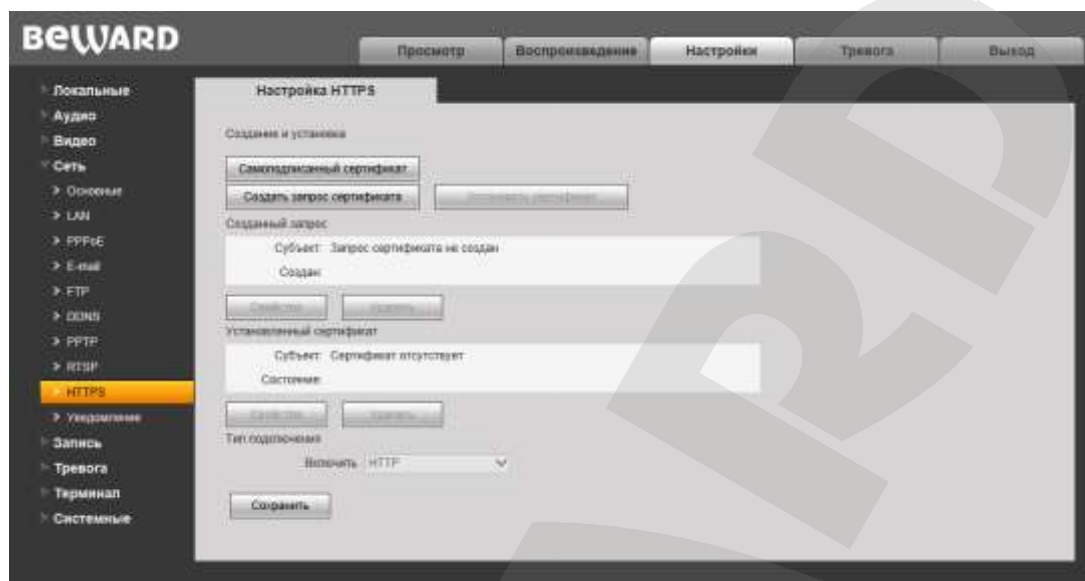 BEWARD
Просмотр Воспроизведение Настройки Тревога Выход
Локальные
Аудио
Видео
Сеть
Основные
LAN
PPPoE
E-mail
FTP
DDNS
PPTP
RTSP
HTTPS
Уведомление
Запись
Тревога
Терминал
Системные
Настройка HTTPS
Создание и установка
Самоподписанный сертификат
Создать запрос сертификата
Созданный запрос
Субъект: Запрос сертификата не создан
Создан:
Свойства Удалить
Установленный сертификат
Субъект: Сертификат отсутствует
Состояние:
Свойства Удалить
Тип подключения
Включить HTTP
Сохранить